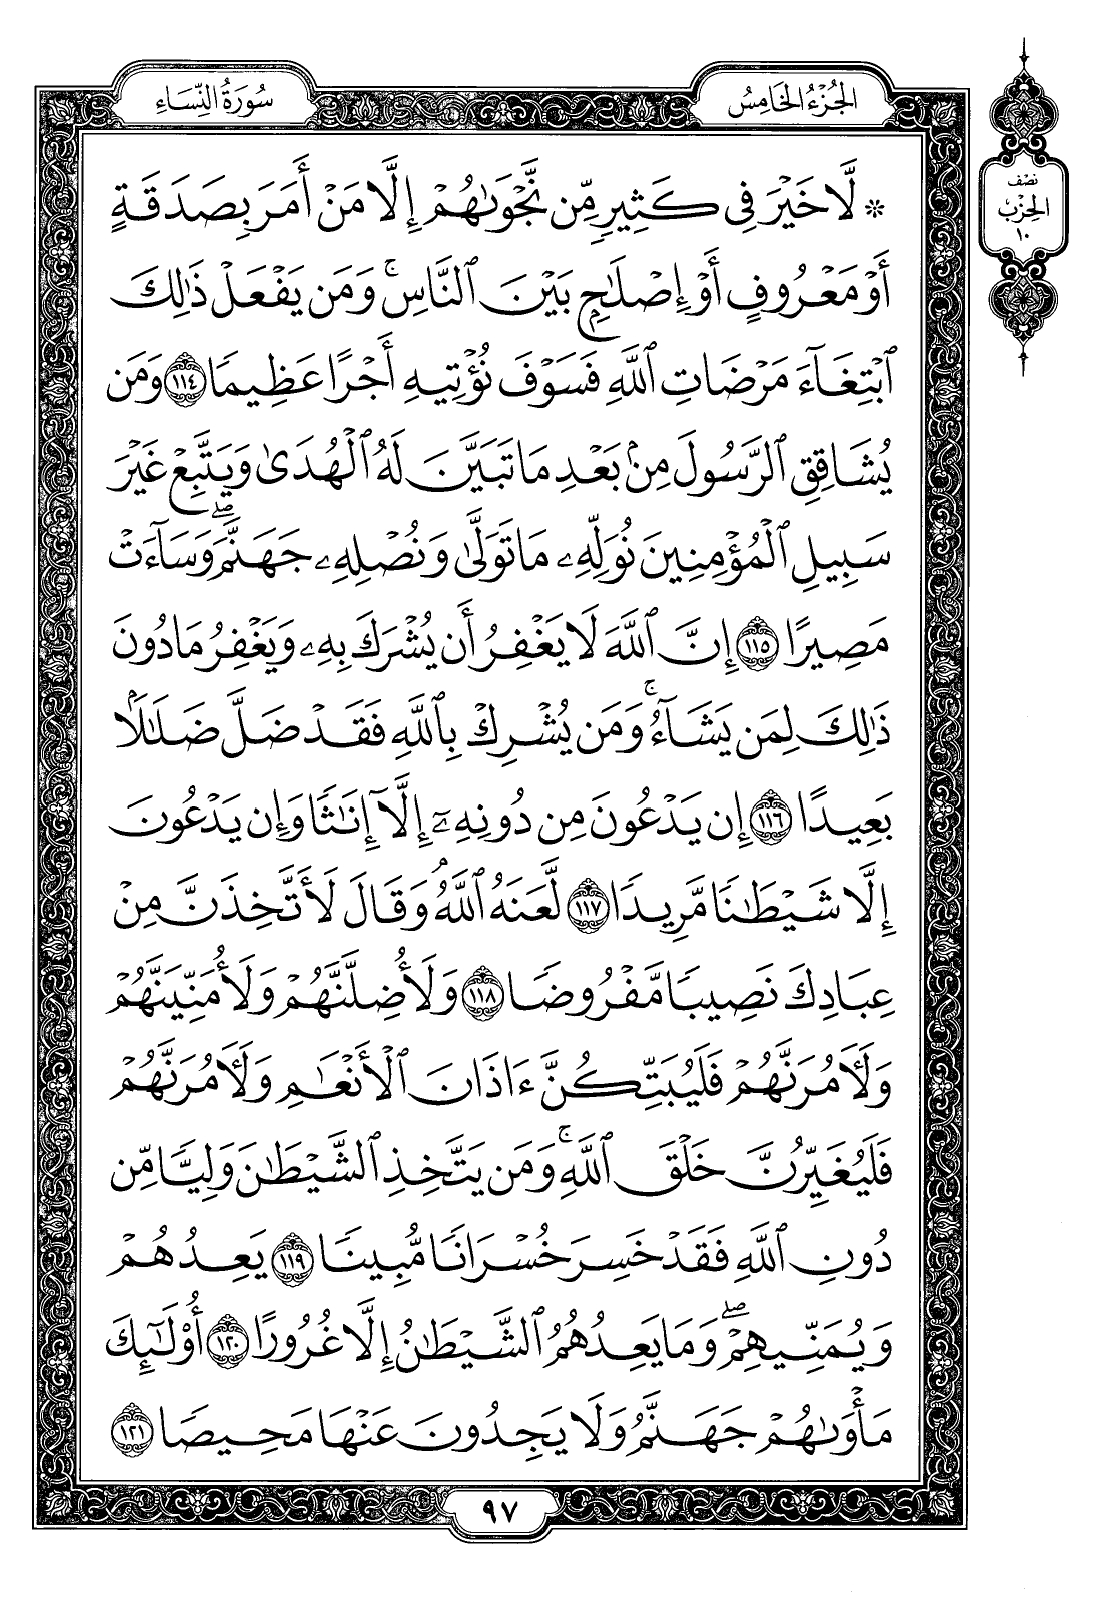 الجُزْءُ الخَامِسُ
سُورَةُ النِّسَاءِ
نصف
الحزب
١٠
* لَّا خَيْرَ فِي كَثِيرٍ مِّن نَّجْوَىٰهُمْ إِلَّا مَنْ أَمَرَ بِصَدَقَةٍ
أَوْ مَعْرُوفٍ أَوْ إِصْلَٰحٍۭ بَيْنَ ٱلنَّاسِۚ وَمَن يَفْعَلْ ذَٰلِكَ
ٱبْتِغَآءَ مَرْضَاتِ ٱللَّهِ فَسَوْفَ نُؤْتِيهِ أَجْرًا عَظِيمًا ١١٤ وَمَن
يُشَاقِقِ ٱلرَّسُولَ مِنۢ بَعْدِ مَا تَبَيَّنَ لَهُ ٱلْهُدَىٰ وَيَتَّبِعْ غَيْرَ
سَبِيلِ ٱلْمُؤْمِنِينَ نُوَلِّهِۦ مَا تَوَلَّىٰ وَنُصْلِهِۦ جَهَنَّمَۖ وَسَآءَتْ
مَصِيرًا ١١٥ إِنَّ ٱللَّهَ لَا يَغْفِرُ أَن يُشْرَكَ بِهِۦ وَيَغْفِرُ مَا دُونَ
ذَٰلِكَ لِمَن يَشَآءُۚ وَمَن يُشْرِكْ بِٱللَّهِ فَقَدْ ضَلَّ ضَلَٰلًۢا
بَعِيدًا ١١٦ إِن يَدْعُونَ مِن دُونِهِۦٓ إِلَّآ إِنَٰثًا وَإِن يَدْعُونَ
إِلَّا شَيْطَٰنًا مَّرِيدًا ١١٧ لَّعَنَهُ ٱللَّهُۘ وَقَالَ لَأَتَّخِذَنَّ مِنْ
عِبَادِكَ نَصِيبًا مَّفْرُوضًا ١١٨ وَلَأُضِلَّنَّهُمْ وَلَأُمَنِّيَنَّهُمْ
وَلَأٓمُرَنَّهُمْ فَلَيُبَتِّكُنَّ ءَاذَانَ ٱلْأَنْعَٰمِ وَلَأٓمُرَنَّهُمْ
فَلَيُغَيِّرُنَّ خَلْقَ ٱللَّهِۚ وَمَن يَتَّخِذِ ٱلشَّيْطَٰنَ وَلِيًّا مِّن
دُونِ ٱللَّهِ فَقَدْ خَسِرَ خُسْرَانًا مُّبِينًا ١١٩ يَعِدُهُمْ
وَيُمَنِّيهِمْۖ وَمَا يَعِدُهُمُ ٱلشَّيْطَٰنُ إِلَّا غُرُورًا ١٢٠ أُوْلَٰٓئِكَ
مَأْوَىٰهُمْ جَهَنَّمُ وَلَا يَجِدُونَ عَنْهَا مَحِيصًا ١٢١
٩٧